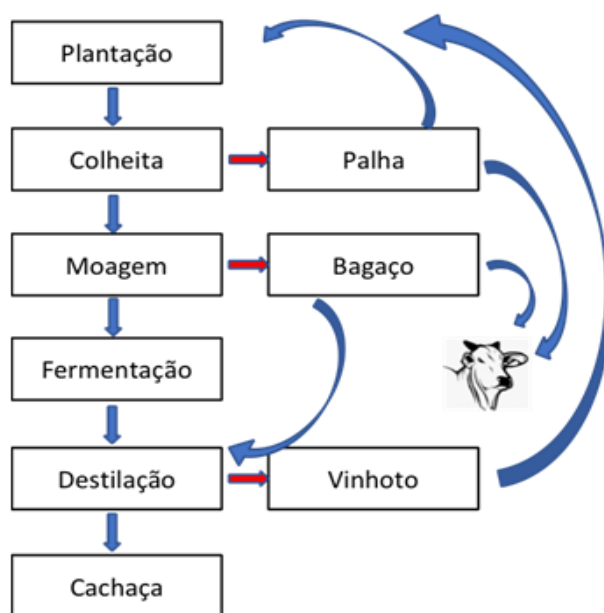 Plantação
Colheita
Palha
Moagem
Bagaço
Fermentação
Destilação
Vinhoto
Cachaça